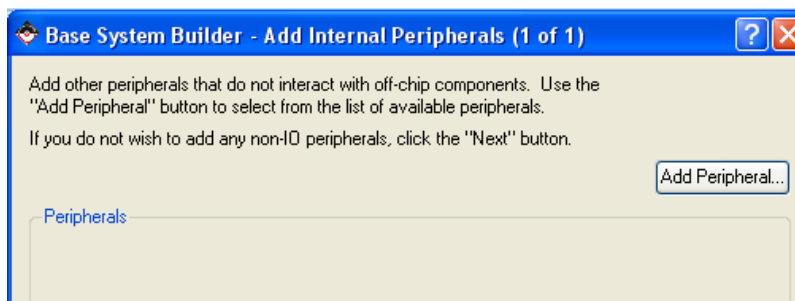 Base System Builder - Add Internal Peripherals (1 of 1)
Add other peripherals that do not interact with off-chip components. Use the
"Add Peripheral" button to select from the list of available peripherals.
If you do not wish to add any non-IO peripherals, click the "Next" button.
Add Peripheral...
Peripherals